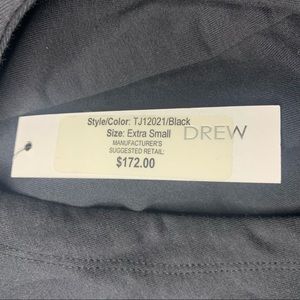 Style/Color: TJ12021/Black
Size: Extra Small
DREW
MANUFACTURER'S
SUGGESTED RETAIL:
$172.00